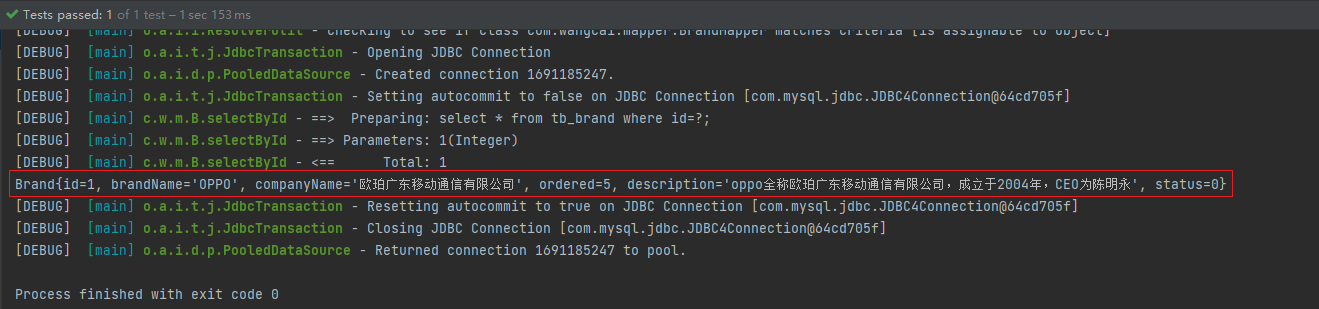 Tests passed: 1 of 1 test – 1 sec 153 ms
[DEBUG]  [main] o.a.i.i.ResolverUtil - Checking to see if class com.wangcai.mapper.BrandMapper matches criteria [is assignable to Object]
[DEBUG]  [main] o.a.i.t.j.JdbcTransaction - Opening JDBC Connection
[DEBUG]  [main] o.a.i.d.p.PooledDataSource - Created connection 1691185247.
[DEBUG]  [main] o.a.i.t.j.JdbcTransaction - Setting autocommit to false on JDBC Connection [com.mysql.jdbc.JDBC4Connection@64cd705f]
[DEBUG]  [main] c.w.m.B.selectById - ==>  Preparing: select * from tb_brand where id=?;
[DEBUG]  [main] c.w.m.B.selectById - ==> Parameters: 1(Integer)
[DEBUG]  [main] c.w.m.B.selectById - <==      Total: 1
Brand{id=1, brandName='OPPO', companyName='欧珀广东移动通信有限公司', ordered=5, description='oppo全称欧珀广东移动通信有限公司，成立于2004年，CEO为陈明永', status=0}
[DEBUG]  [main] o.a.i.t.j.JdbcTransaction - Resetting autocommit to true on JDBC Connection [com.mysql.jdbc.JDBC4Connection@64cd705f]
[DEBUG]  [main] o.a.i.t.j.JdbcTransaction - Closing JDBC Connection [com.mysql.jdbc.JDBC4Connection@64cd705f]
[DEBUG]  [main] o.a.i.d.p.PooledDataSource - Returned connection 1691185247 to pool.
Process finished with exit code 0